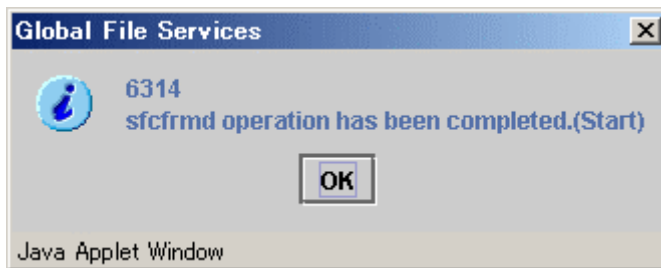 Global File Services
6314
sfcfrmd operation has been completed.(Start)
OK
Java Applet Window